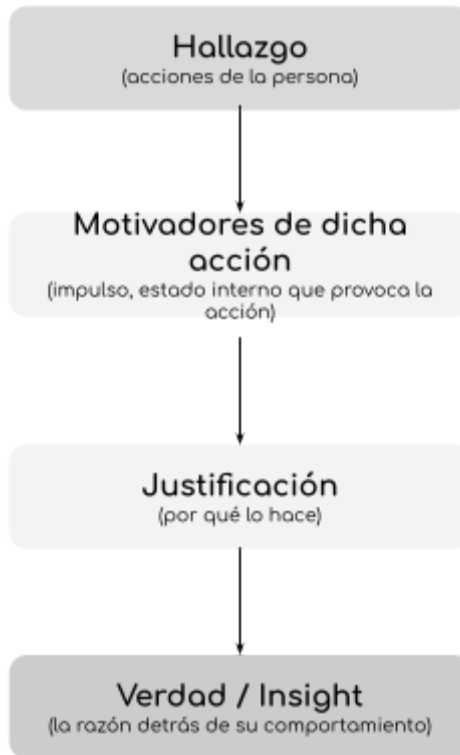 Hallazgo
(acciones de la persona)
Motivadores de dicha
acción
(impulso, estado interno que provoca la
acción)
Justificación
(por qué lo hace)
Verdad / Insight
(la razón detrás de su comportamiento)